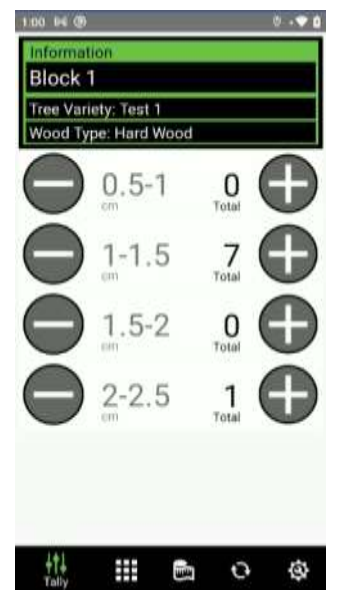 1:00
Information
Block 1
Tree Variety: Test 1
Wood Type: Hard Wood
0.5-1 0
cm Total
1-1.5 7
cm Total
1.5-2 0
cm Total
2-2.5 1
cm Total
Tally